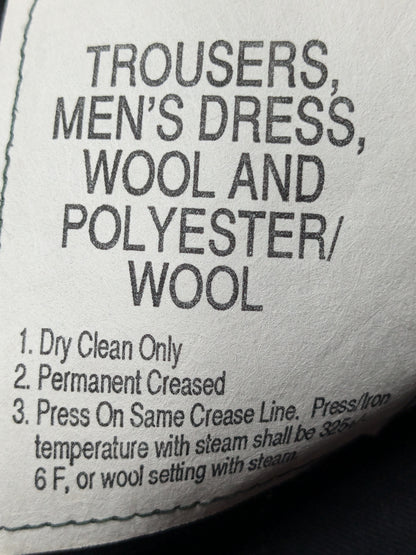 TROUSERS,
MEN'S DRESS,
WOOL AND
POLYESTER/
WOOL
1. Dry Clean Only
2. Permanent Creased
3. Press On Same Crease Line. Press/Iron
temperature with steam shall be 325
6 F, or wool setting with steam